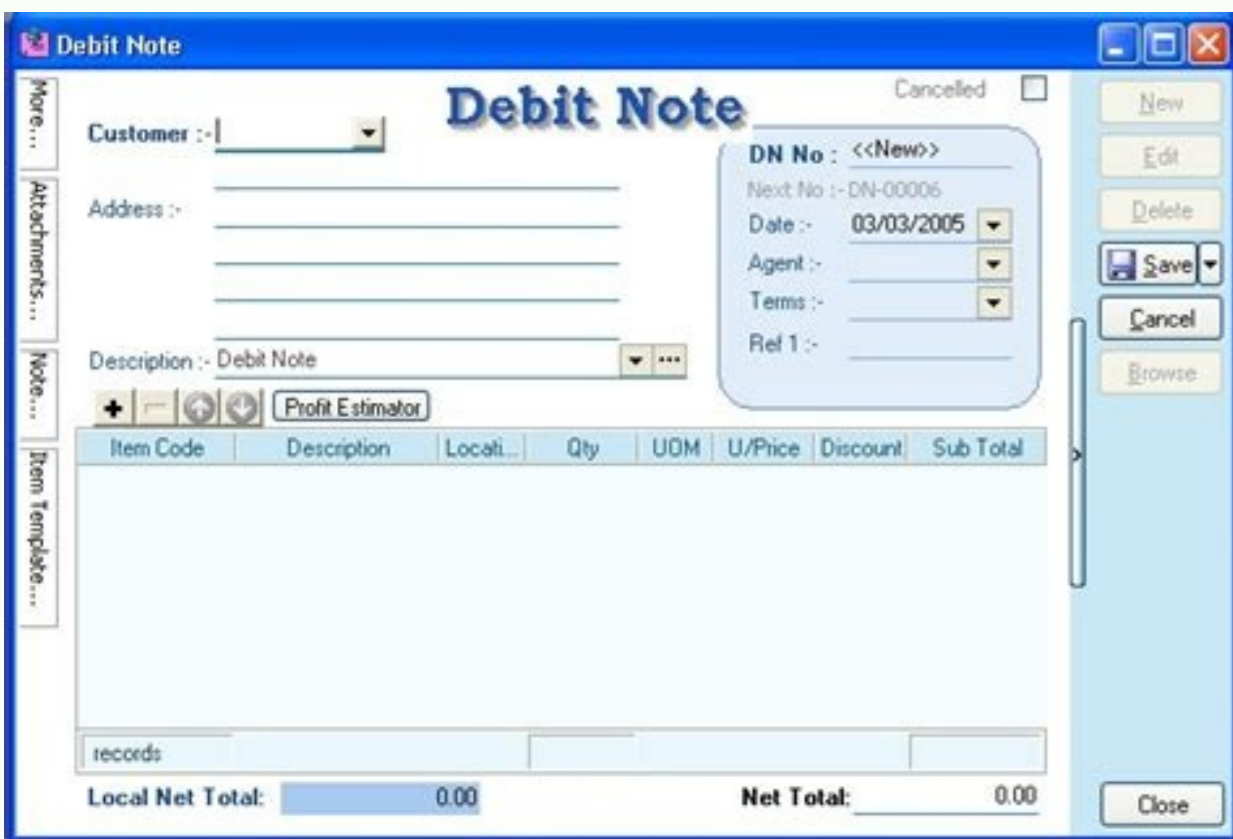 Debit Note
More...
Attachments...
Note...
Item Template...
Debit Note
Cancelled
Customer :-
Address :-
DN No : <<New>>
Next No :- DN-00006
Date :- 03/03/2005
Agent :-
Terms :-
Ref 1 :-
Description :- Debit Note
Profit Estimator
Item Code Description Locati... Qty UOM U/Price Discount Sub Total
records
Local Net Total: 0.00 Net Total: 0.00
New
Edit
Delete
Save
Cancel
Browse
Close